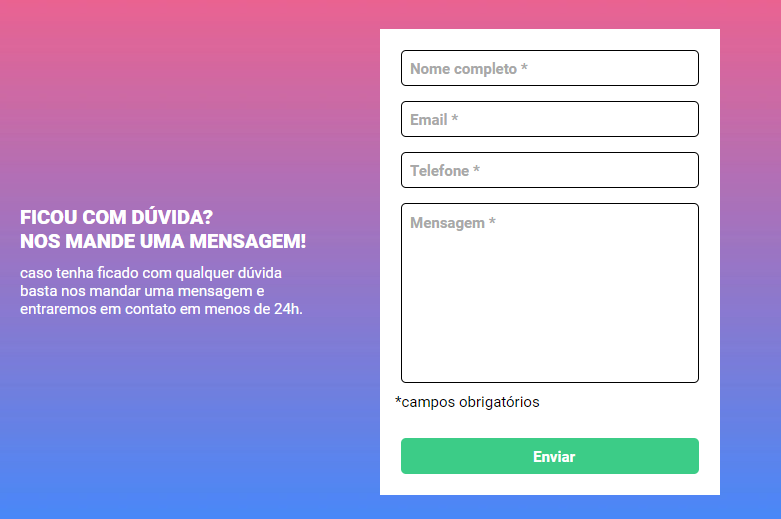 FICOU COM DÚVIDA?
NOS MANDE UMA MENSAGEM!
caso tenha ficado com qualquer dúvida
basta nos mandar uma mensagem e
entraremos em contato em menos de 24h.
Nome completo *
Email *
Telefone *
Mensagem *
*campos obrigatórios
Enviar